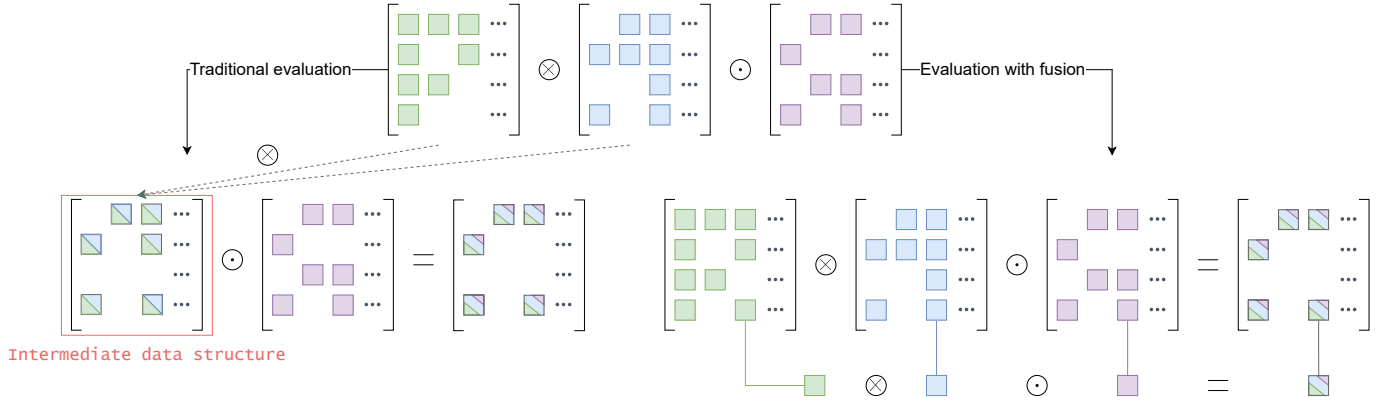 Traditional evaluation
Evaluation with fusion
Intermediate data structure